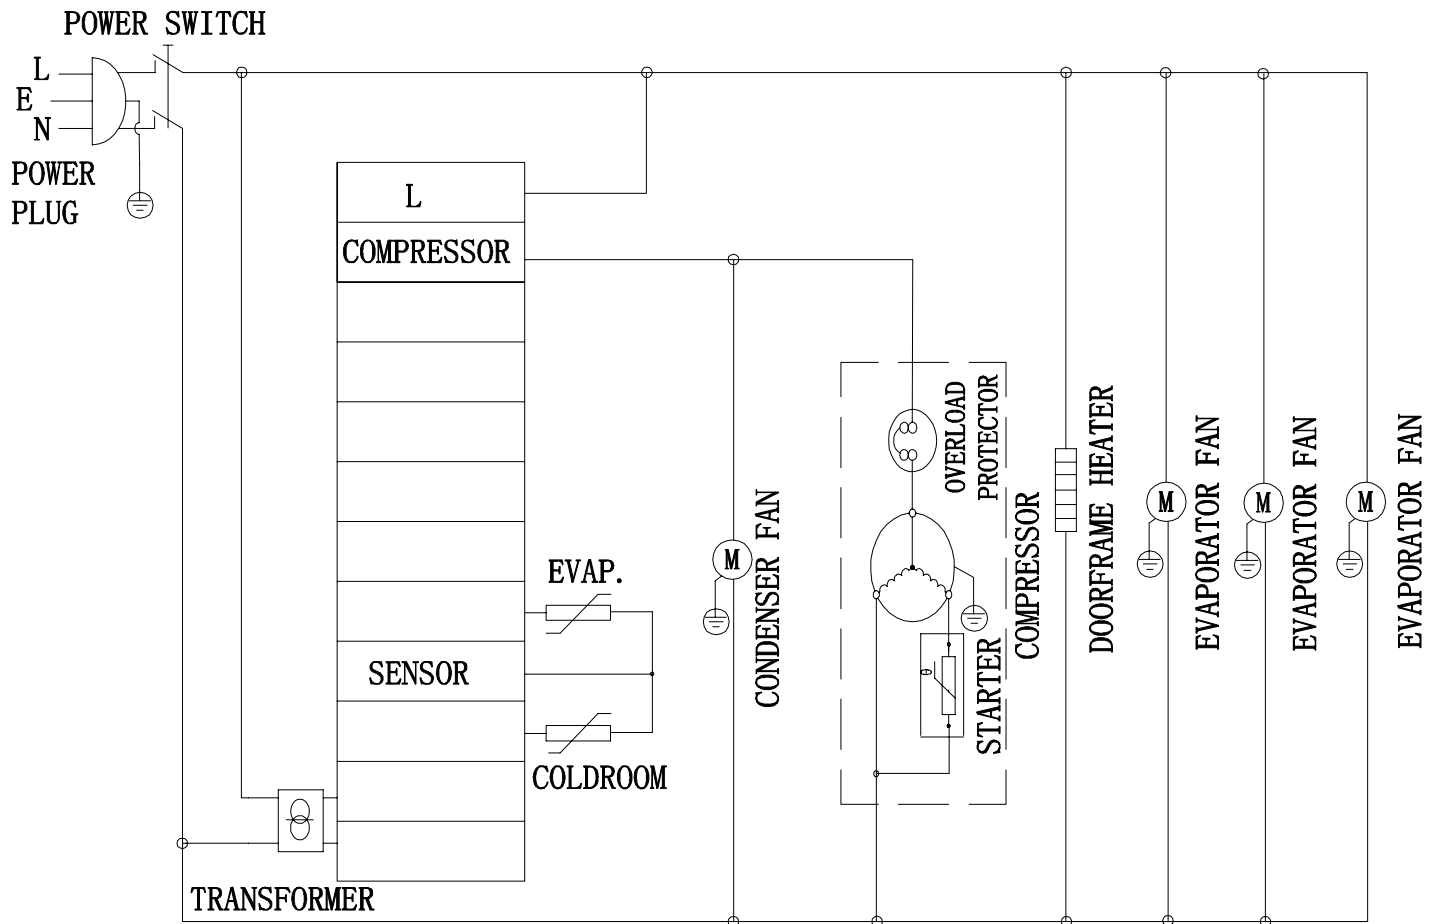 POWER SWITCH
L
E
N
POWER
PLUG
L
COMPRESSOR
EVAP.
SENSOR
COLDROOM
TRANSFORMER
CONDENSER FAN
M
OVERLOAD
PROTECTOR
COMPRESSOR
STARTER
θ
DOORFRAME HEATER
M
EVAPORATOR FAN
M
EVAPORATOR FAN
M
EVAPORATOR FAN